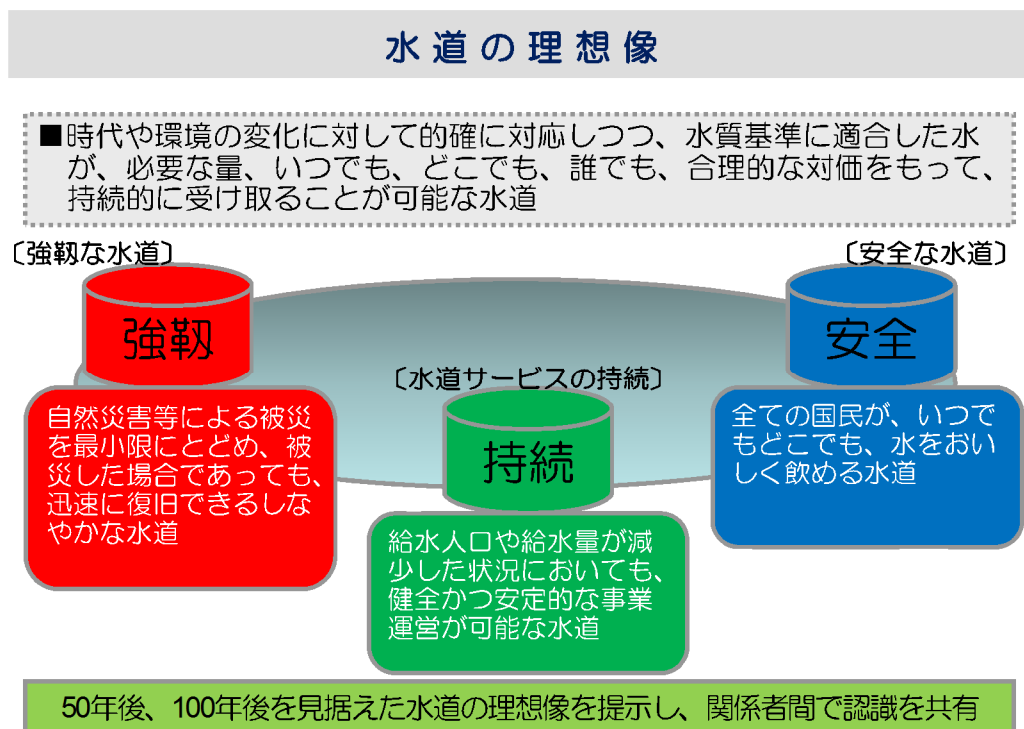 水道の理想像
■時代や環境の変化に対して的確に対応しつつ、水質基準に適合した水
が、必要な量、いつでも、どこでも、誰でも、合理的な対価をもって、
持続的に受け取ることが可能な水道
〔強靱な水道〕
強靱
自然災害等による被災
を最小限にとどめ、被
災した場合であっても、
迅速に復旧できるしな
やかな水道
〔水道サービスの持続〕
持続
給水人口や給水量が減
少した状況においても、
健全かつ安定的な事業
運営が可能な水道
〔安全な水道〕
安全
全ての国民が、いつで
もどこでも、水をおい
しく飲める水道
50年後、100年後を見据えた水道の理想像を提示し、関係者間で認識を共有